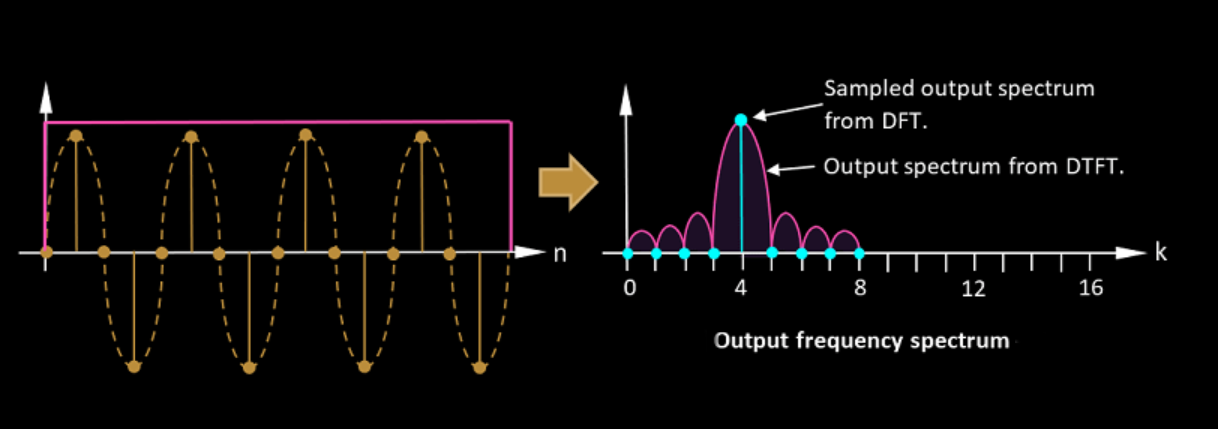 Sampled output spectrum
from DFT.
Output spectrum from DTFT.
n
k
0 4 8 12 16
Output frequency spectrum